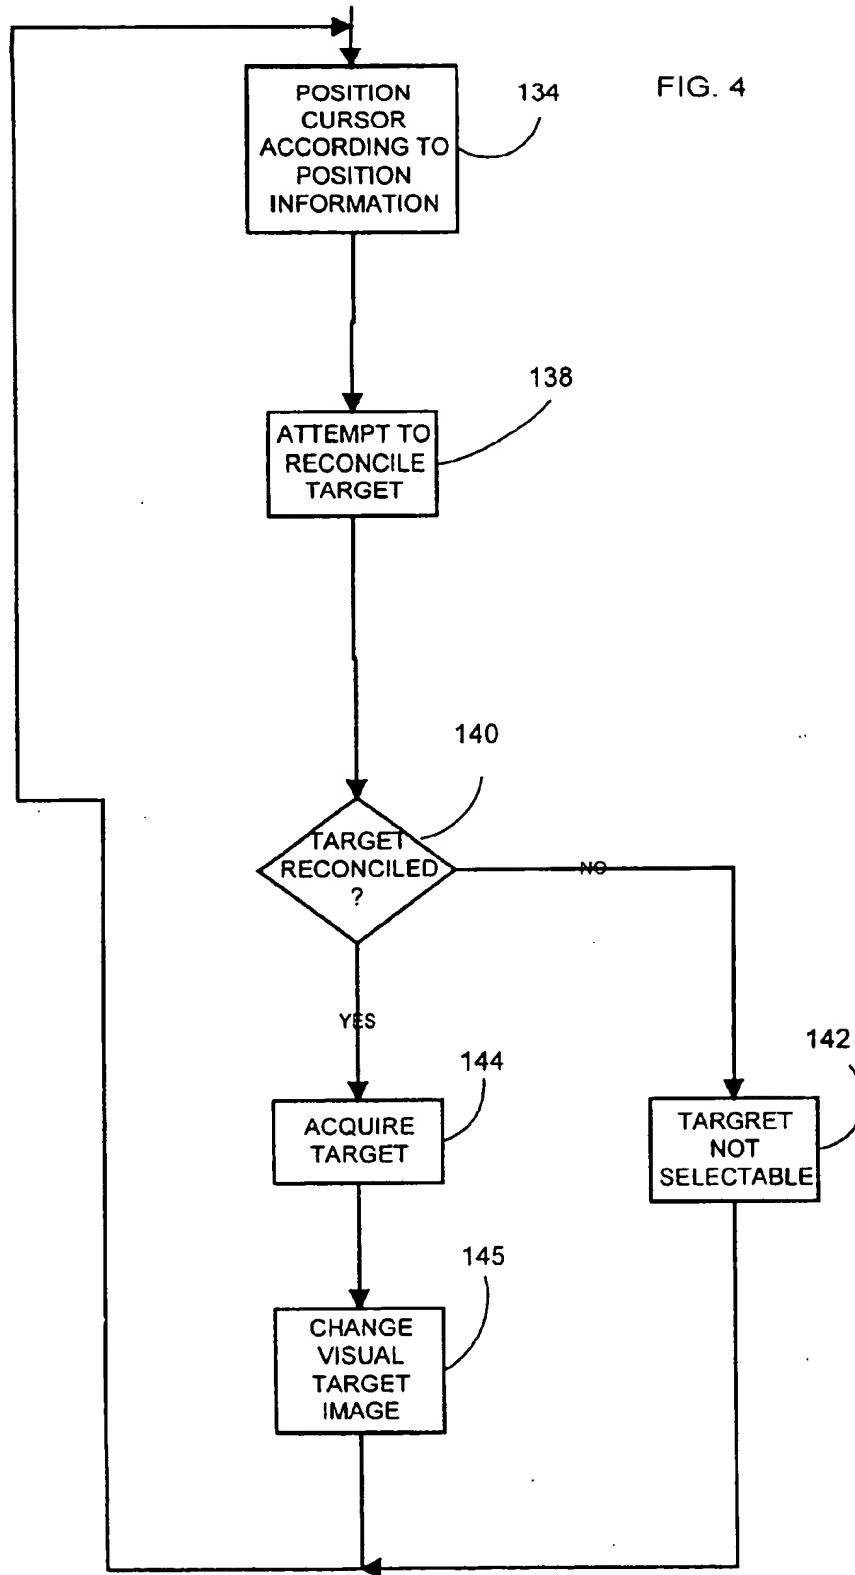 FIG. 4
134
POSITION
CURSOR
ACCORDING TO
POSITION
INFORMATION
138
ATTEMPT TO
RECONCILE
TARGET
140
TARGET
RECONCILED
?
NO
YES
144
ACQUIRE
TARGET
142
TARGRET
NOT
SELECTABLE
145
CHANGE
VISUAL
TARGET
IMAGE